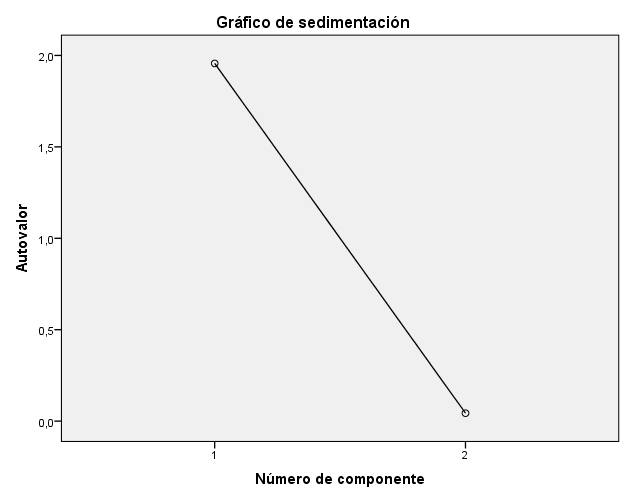 Gráfico de sedimentación
2,0
1,5
1,0
0,5
0,0
Autovalor
1
2
Número de componente